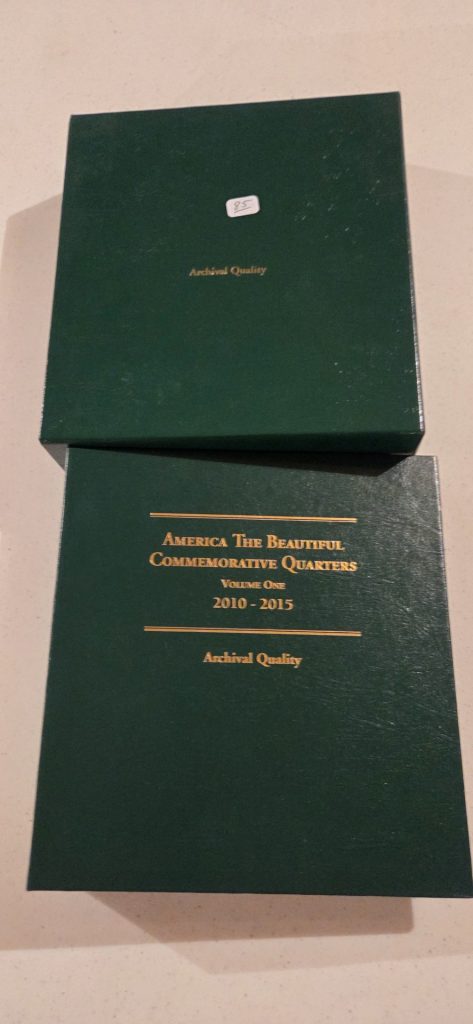 85
Archival Quality
America The Beautiful
Commemorative Quarters
Volume One
2010 - 2015
Archival Quality